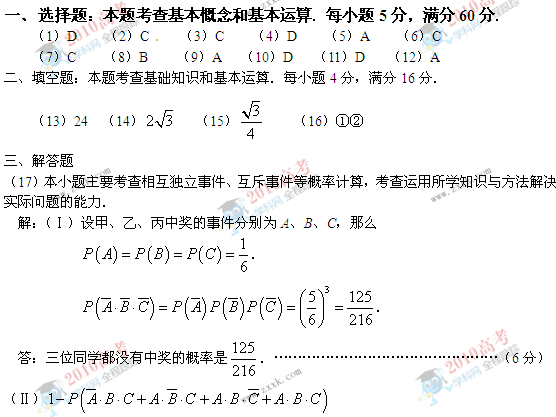 一、选择题：本题考查基本概念和基本运算. 每小题 5 分，满分 60 分.
（1）D （2）C （3）C （4）D （5）A （6）C
（7）C （8）B （9）A （10）D （11）D （12）A
二、填空题：本题考查基础知识和基本运算．每小题 4 分，满分 16 分.
（13）24 （14）2√3 （15）√3/4 （16）①②
三、解答题
（17）本小题主要考查相互独立事件、互斥事件等概率计算，考查运用所学知识与方法解决
实际问题的能力.
解：（Ⅰ）设甲、乙、丙中奖的事件分别为 A、B、C，那么
P(A)=P(B)=P(C)=1/6.
P(A̅·B̅·C̅)=P(A̅)P(B̅)P(C̅)=(5/6)³=125/216.
答：三位同学都没有中奖的概率是 125/216. ……………………………………（6 分）
（Ⅱ）1−P(A̅·B·C+A·B̅·C+A·B·C̅+A·B·C)